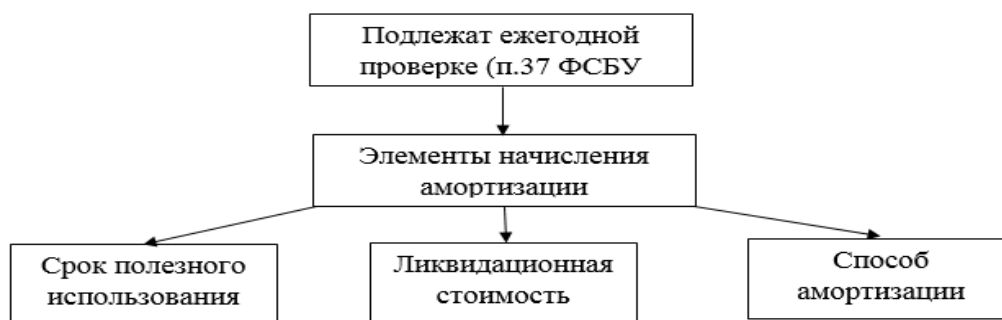 Подлежат ежегодной
проверке (п.37 ФСБУ
Элементы начисления
амортизации
Срок полезного
использования
Ликвидационная
стоимость
Способ
амортизации